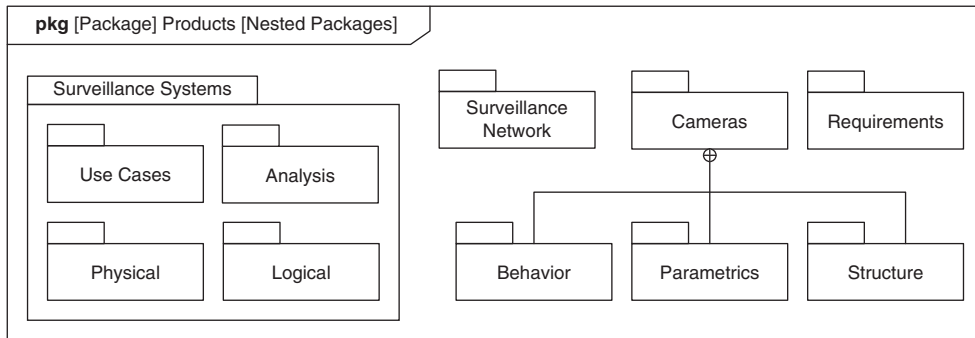 pkg [Package] Products [Nested Packages]
Surveillance Systems
Use Cases
Analysis
Physical
Logical
Surveillance
Network
Cameras
Requirements
Behavior
Parametrics
Structure